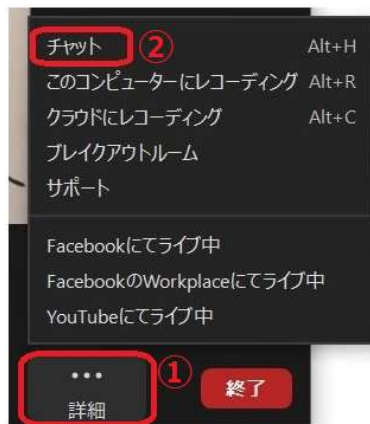 チャット ② Alt+H
このコンピューターにレコーディング Alt+R
クラウドにレコーディング Alt+C
ブレイクアウトルーム
サポート
Facebookにてライブ中
FacebookのWorkplaceにてライブ中
YouTubeにてライブ中
••• ①
詳細 終了